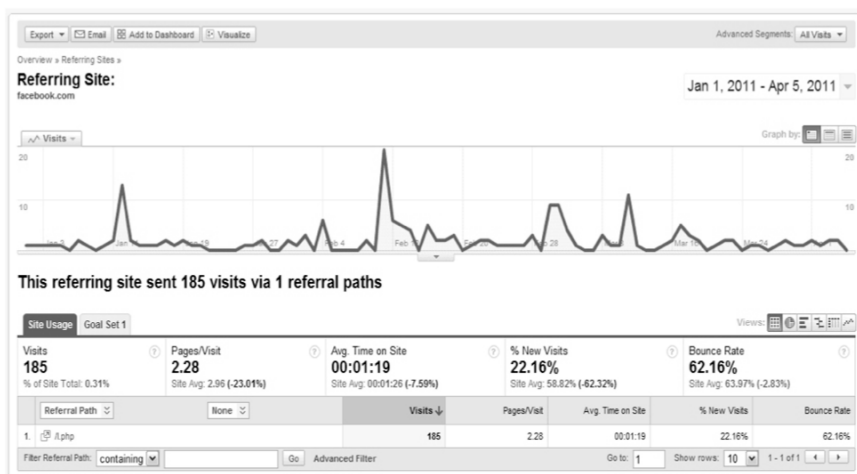 Export Email Add to Dashboard Visualize Advanced Segments: All Visits
Overview » Referring Sites »
Referring Site:
facebook.com
Jan 1, 2011 - Apr 5, 2011
Visits Graph by:
20 20
10 10
Feb 4 Feb 28 Mar 16 Mar 24
This referring site sent 185 visits via 1 referral paths
Site Usage Goal Set 1 Views:
Visits Pages/Visit Avg. Time on Site % New Visits Bounce Rate
185 2.28 00:01:19 22.16% 62.16%
% of Site Total: 0.31% Site Avg: 2.96 (-23.01%) Site Avg: 00:01:26 (-7.59%) Site Avg: 58.82% (-62.32%) Site Avg: 63.97% (-2.83%)
Referral Path None Visits Pages/Visit Avg. Time on Site % New Visits Bounce Rate
1. /l.php 185 2.28 00:01:19 22.16% 62.16%
Filter Referral Path: containing Go Advanced Filter Go to: 1 Show rows: 10 1 - 1 of 1